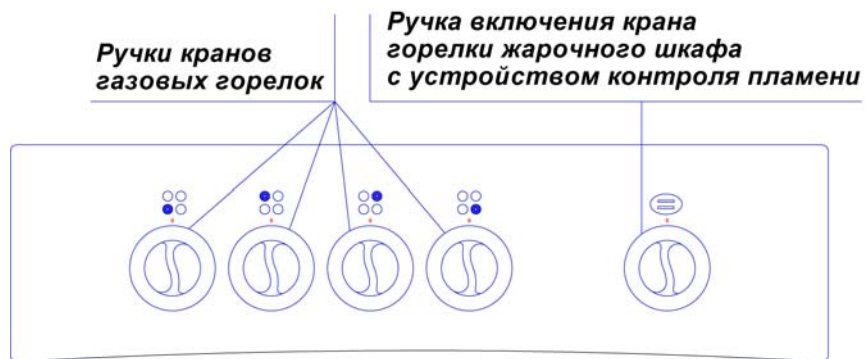 Ручки кранов
газовых горелок
Ручка включения крана
горелки жарочного шкафа
с устройством контроля пламени